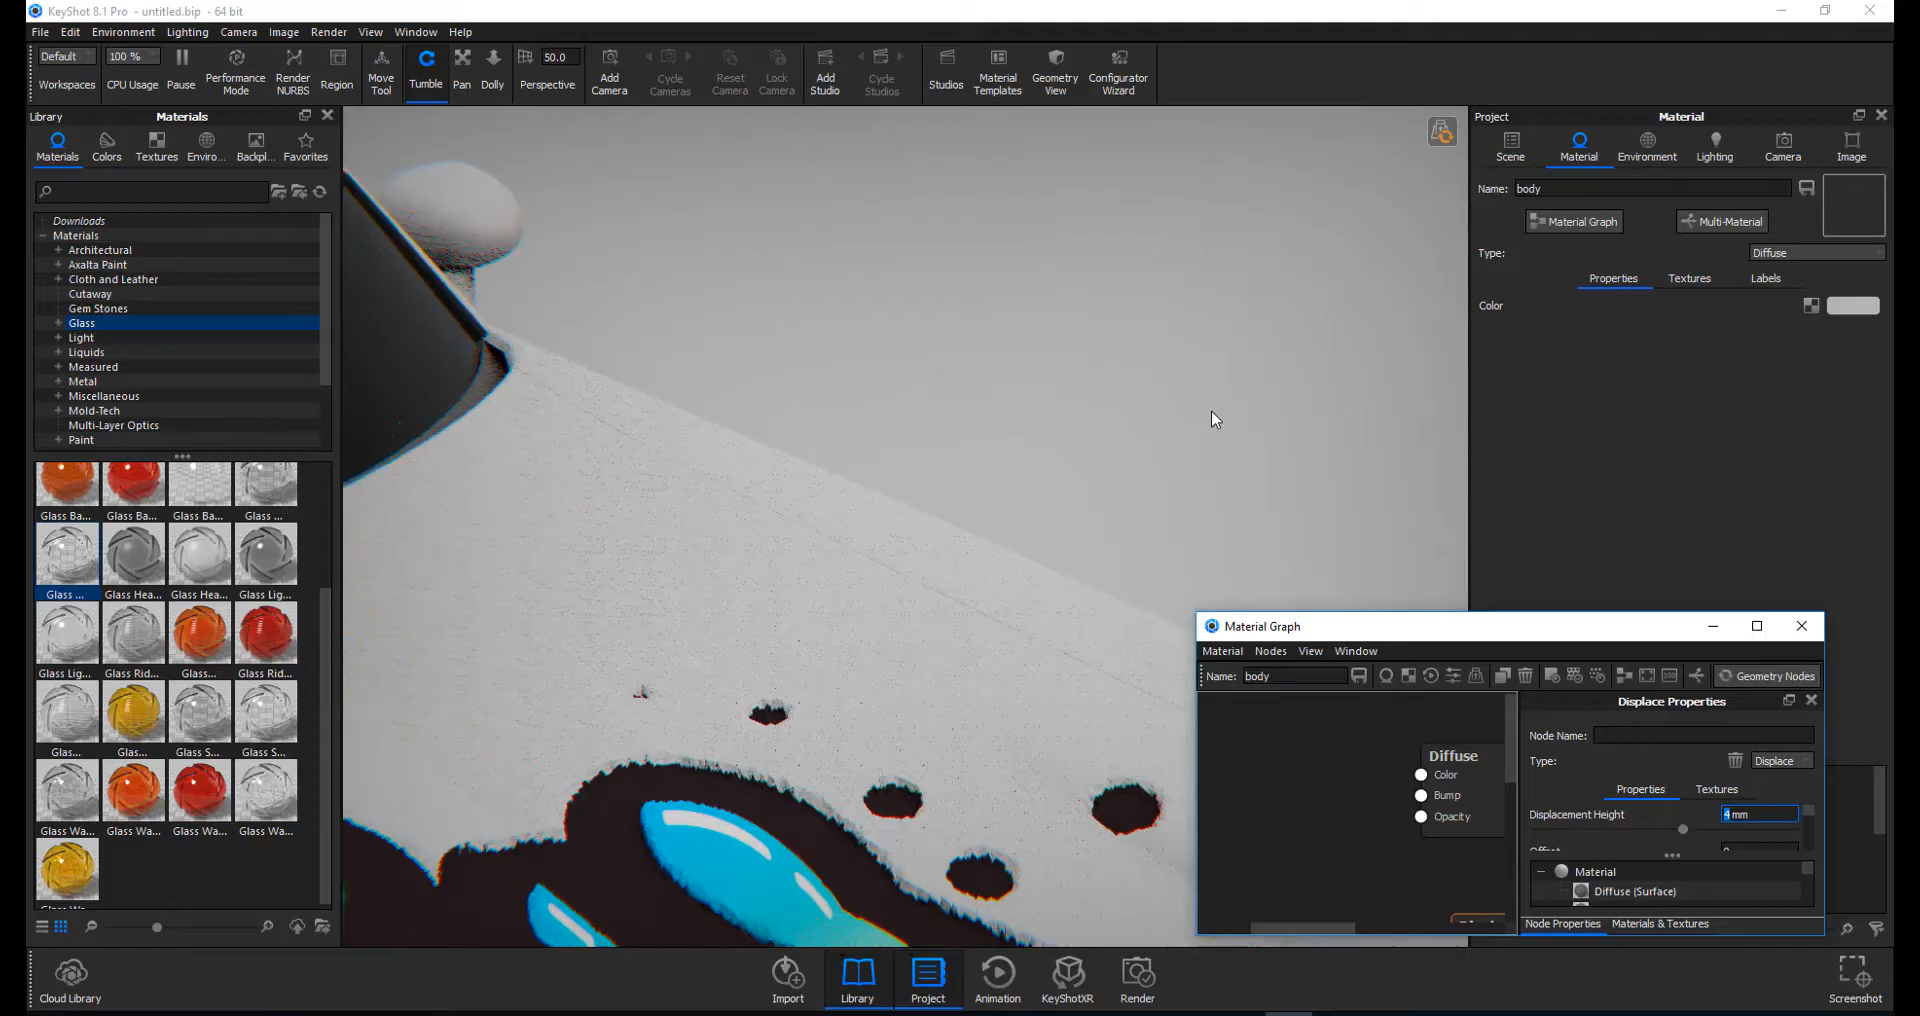 KeyShot 8.1 Pro - untitled.bip - 64 bit
File Edit Environment Lighting Camera Image Render View Window Help
Default 100 % 50.0
Workspaces CPU Usage Pause Performance Mode Render NURBS Region Move Tool Tumble Pan Dolly Perspective Add Camera Cycle Cameras Reset Camera Lock Camera Add Studio Cycle Studios Studios Material Templates Geometry View Configurator Wizard
Library Materials
Materials Colors Textures Enviro... Backpl... Favorites
Downloads
Materials
Architectural
Axalta Paint
Cloth and Leather
Cutaway
Gem Stones
Glass
Light
Liquids
Measured
Metal
Miscellaneous
Mold-Tech
Multi-Layer Optics
Paint
Glass Ba... Glass Ba... Glass Ba... Glass ...
Glass ... Glass Hea... Glass Hea... Glass Lig...
Glass Lig... Glass Rid... Glass... Glass Rid...
Glas... Glas... Glass S... Glass S...
Glass Wa... Glass Wa... Glass Wa... Glass Wa...
Project Material
Scene Material Environment Lighting Camera Image
Name: body
Material Graph Multi-Material
Type: Diffuse
Properties Textures Labels
Color
Material Graph
Material Nodes View Window
Name: body Geometry Nodes
Diffuse
Color
Bump
Opacity
Displace Properties
Node Name:
Type: Displace
Properties Textures
Displacement Height 4 mm
Material
Diffuse (Surface)
Node Properties Materials & Textures
Cloud Library Import Library Project Animation KeyShotXR Render Screenshot